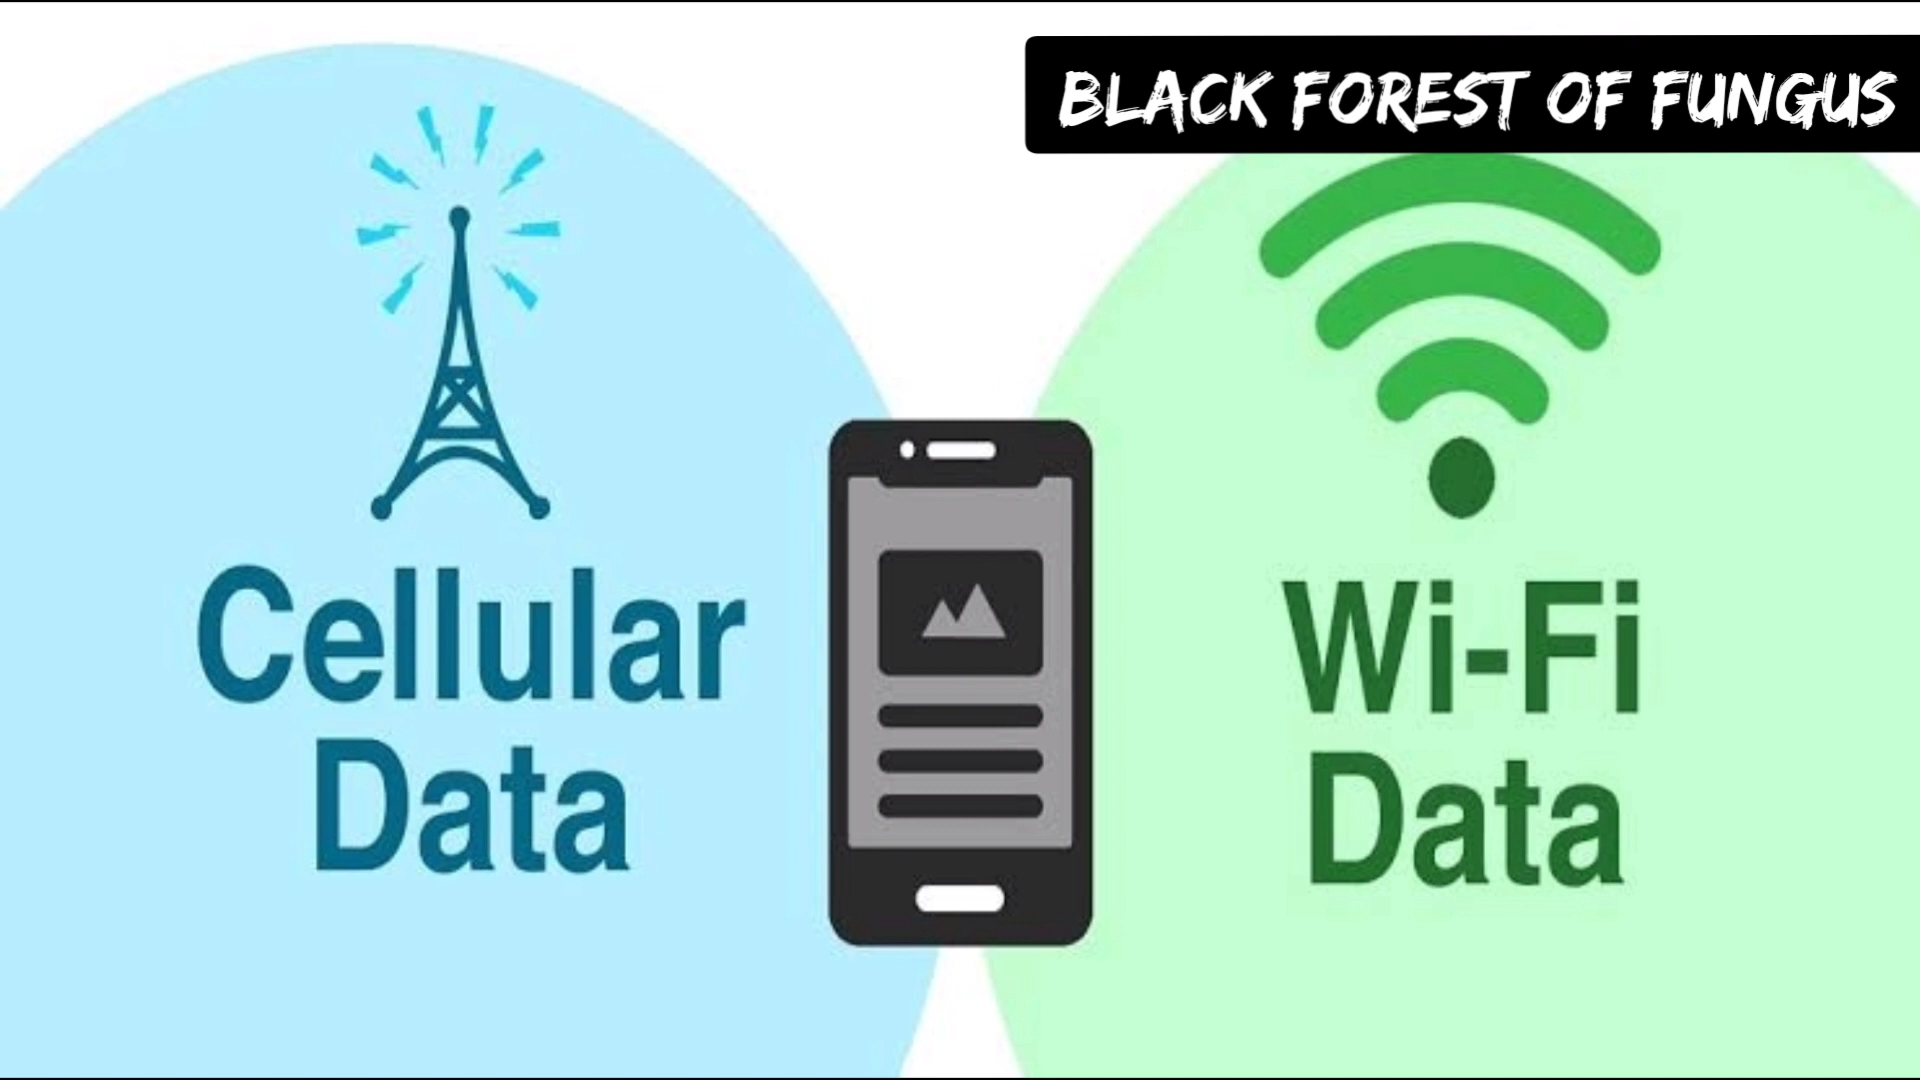 BLACK FOREST OF FUNGUS
Cellular
Data
Wi-Fi
Data